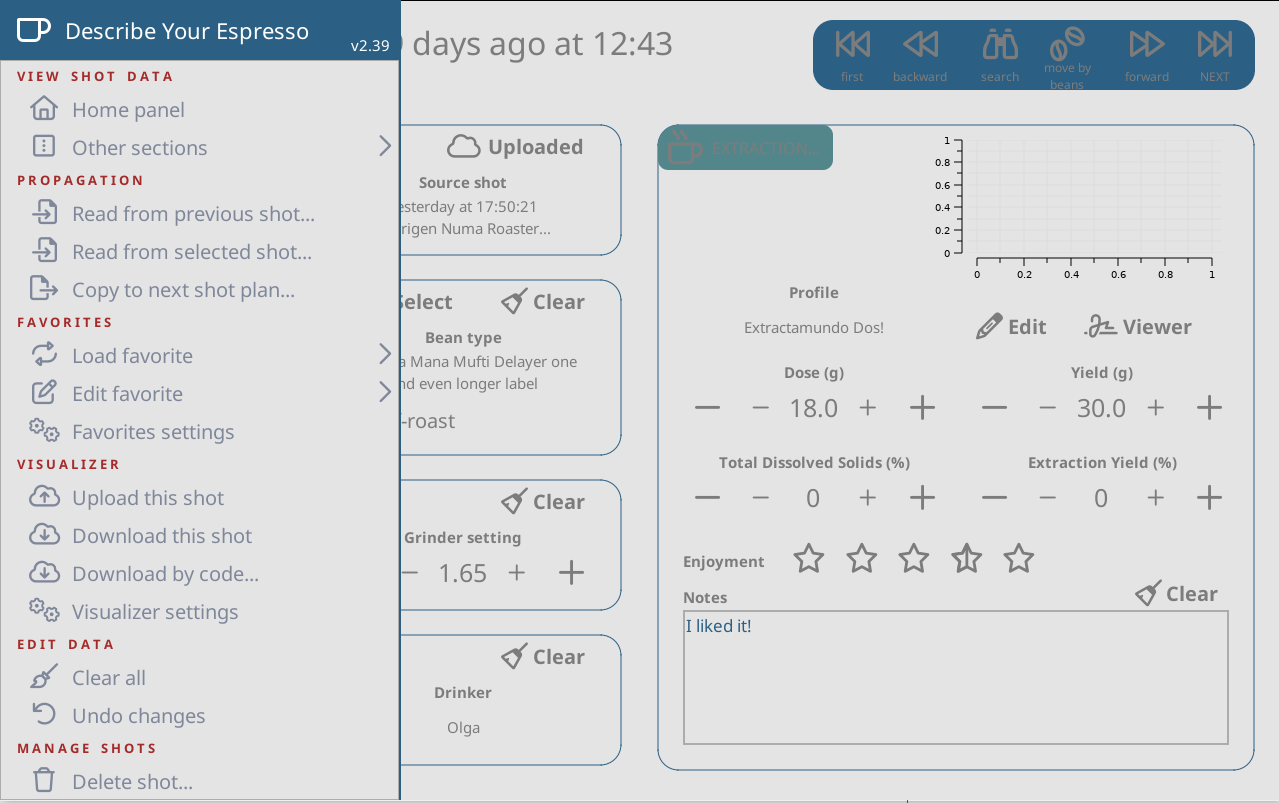 Describe Your Espresso
v2.39
VIEW SHOT DATA
Home panel
Other sections
PROPAGATION
Read from previous shot...
Read from selected shot...
Copy to next shot plan...
FAVORITES
Load favorite
Edit favorite
Favorites settings
VISUALIZER
Upload this shot
Download this shot
Download by code...
Visualizer settings
EDIT DATA
Clear all
Undo changes
MANAGE SHOTS
Delete shot...
days ago at 12:43
first
backward
search
move by
beans
forward
NEXT
Uploaded
Source shot
esterday at 17:50:21
rigen Numa Roaster...
Select
Clear
Bean type
a Mana Mufti Delayer one
nd even longer label
-roast
Clear
Grinder setting
1.65
Clear
Drinker
Olga
EXTRACTION...
1
0.8
0.6
0.4
0.2
0
0 0.2 0.4 0.6 0.8 1
Profile
Extractamundo Dos!
Edit
Viewer
Dose (g)
18.0
Yield (g)
30.0
Total Dissolved Solids (%)
0
Extraction Yield (%)
0
Enjoyment
Notes
Clear
I liked it!